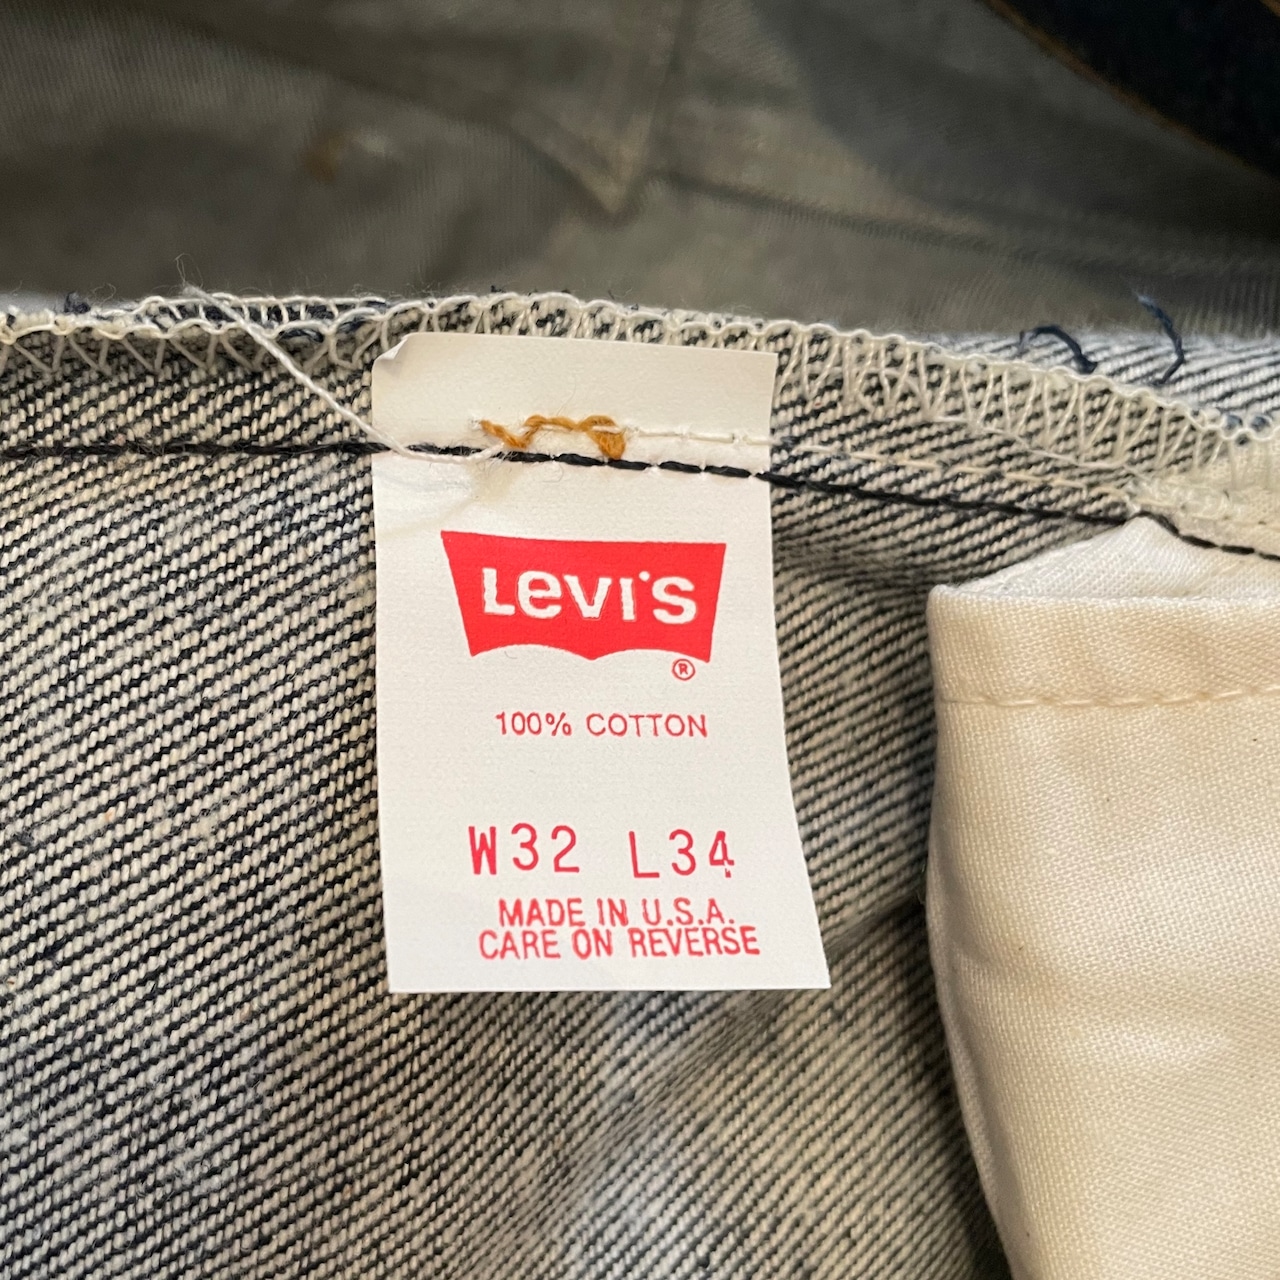 Levi's
®
100% COTTON
W32 L34
MADE IN U.S.A.
CARE ON REVERSE